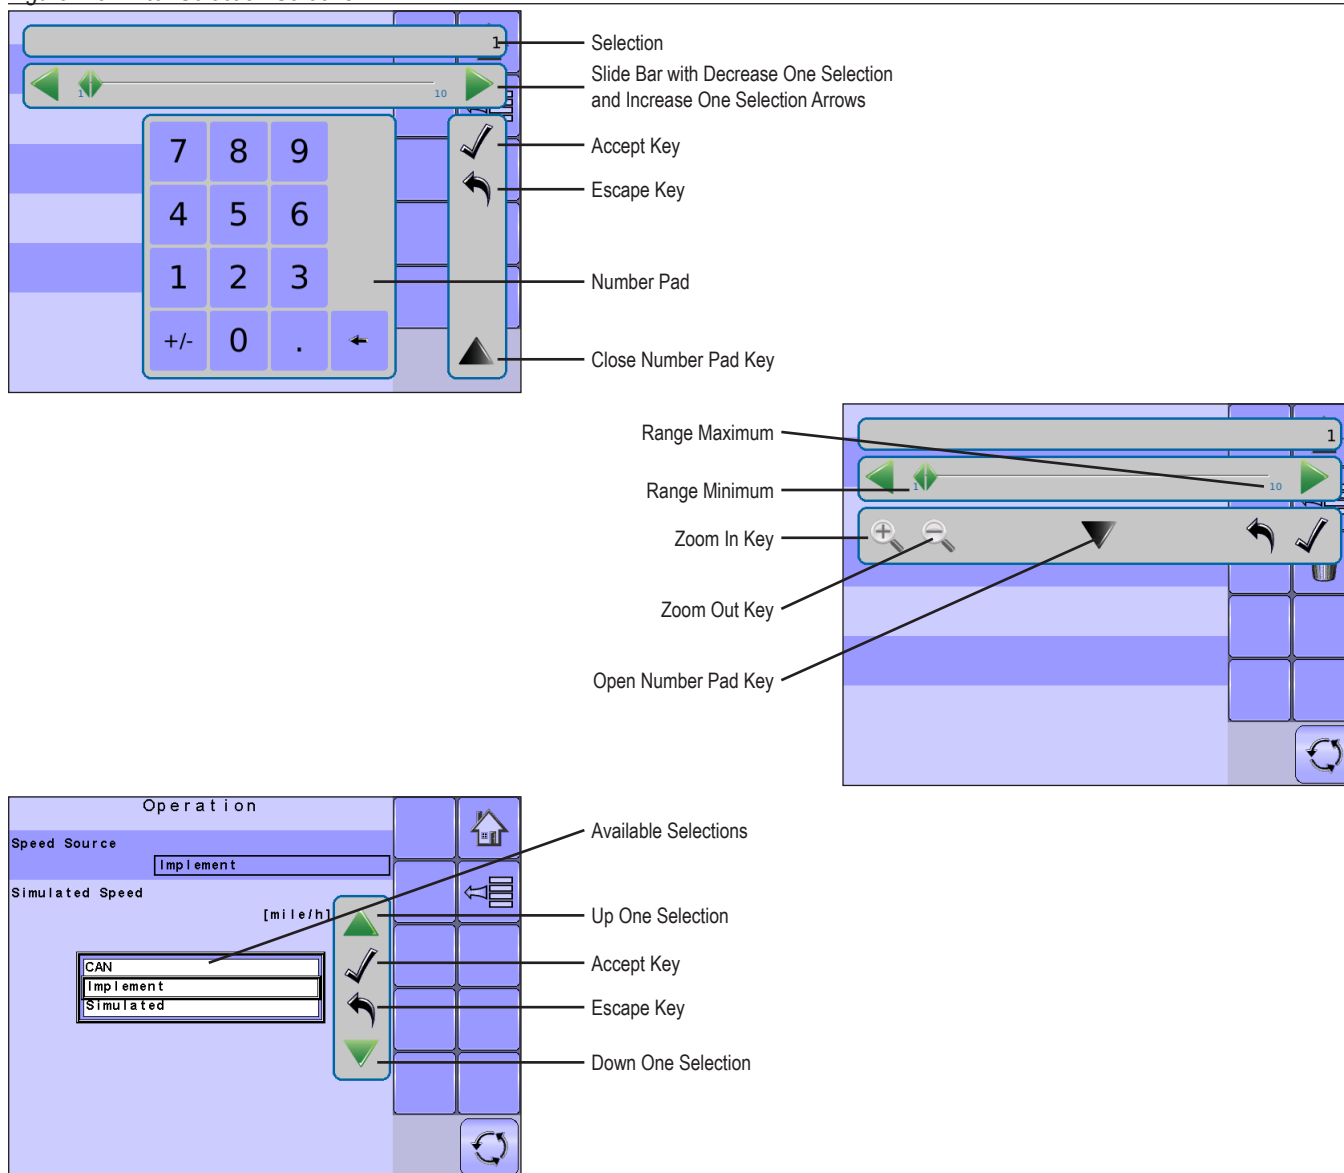 1
Selection
Slide Bar with Decrease One Selection
and Increase One Selection Arrows
1
10
Accept Key
7 8 9
Escape Key
4 5 6
1 2 3
Number Pad
+/- 0 .
Close Number Pad Key
Range Maximum
1
Range Minimum
1
10
Zoom In Key
Zoom Out Key
Open Number Pad Key
Operation
Available Selections
Speed Source
Implement
Simulated Speed
[mile/h]
Up One Selection
CAN
Accept Key
Implement
Simulated
Escape Key
Down One Selection